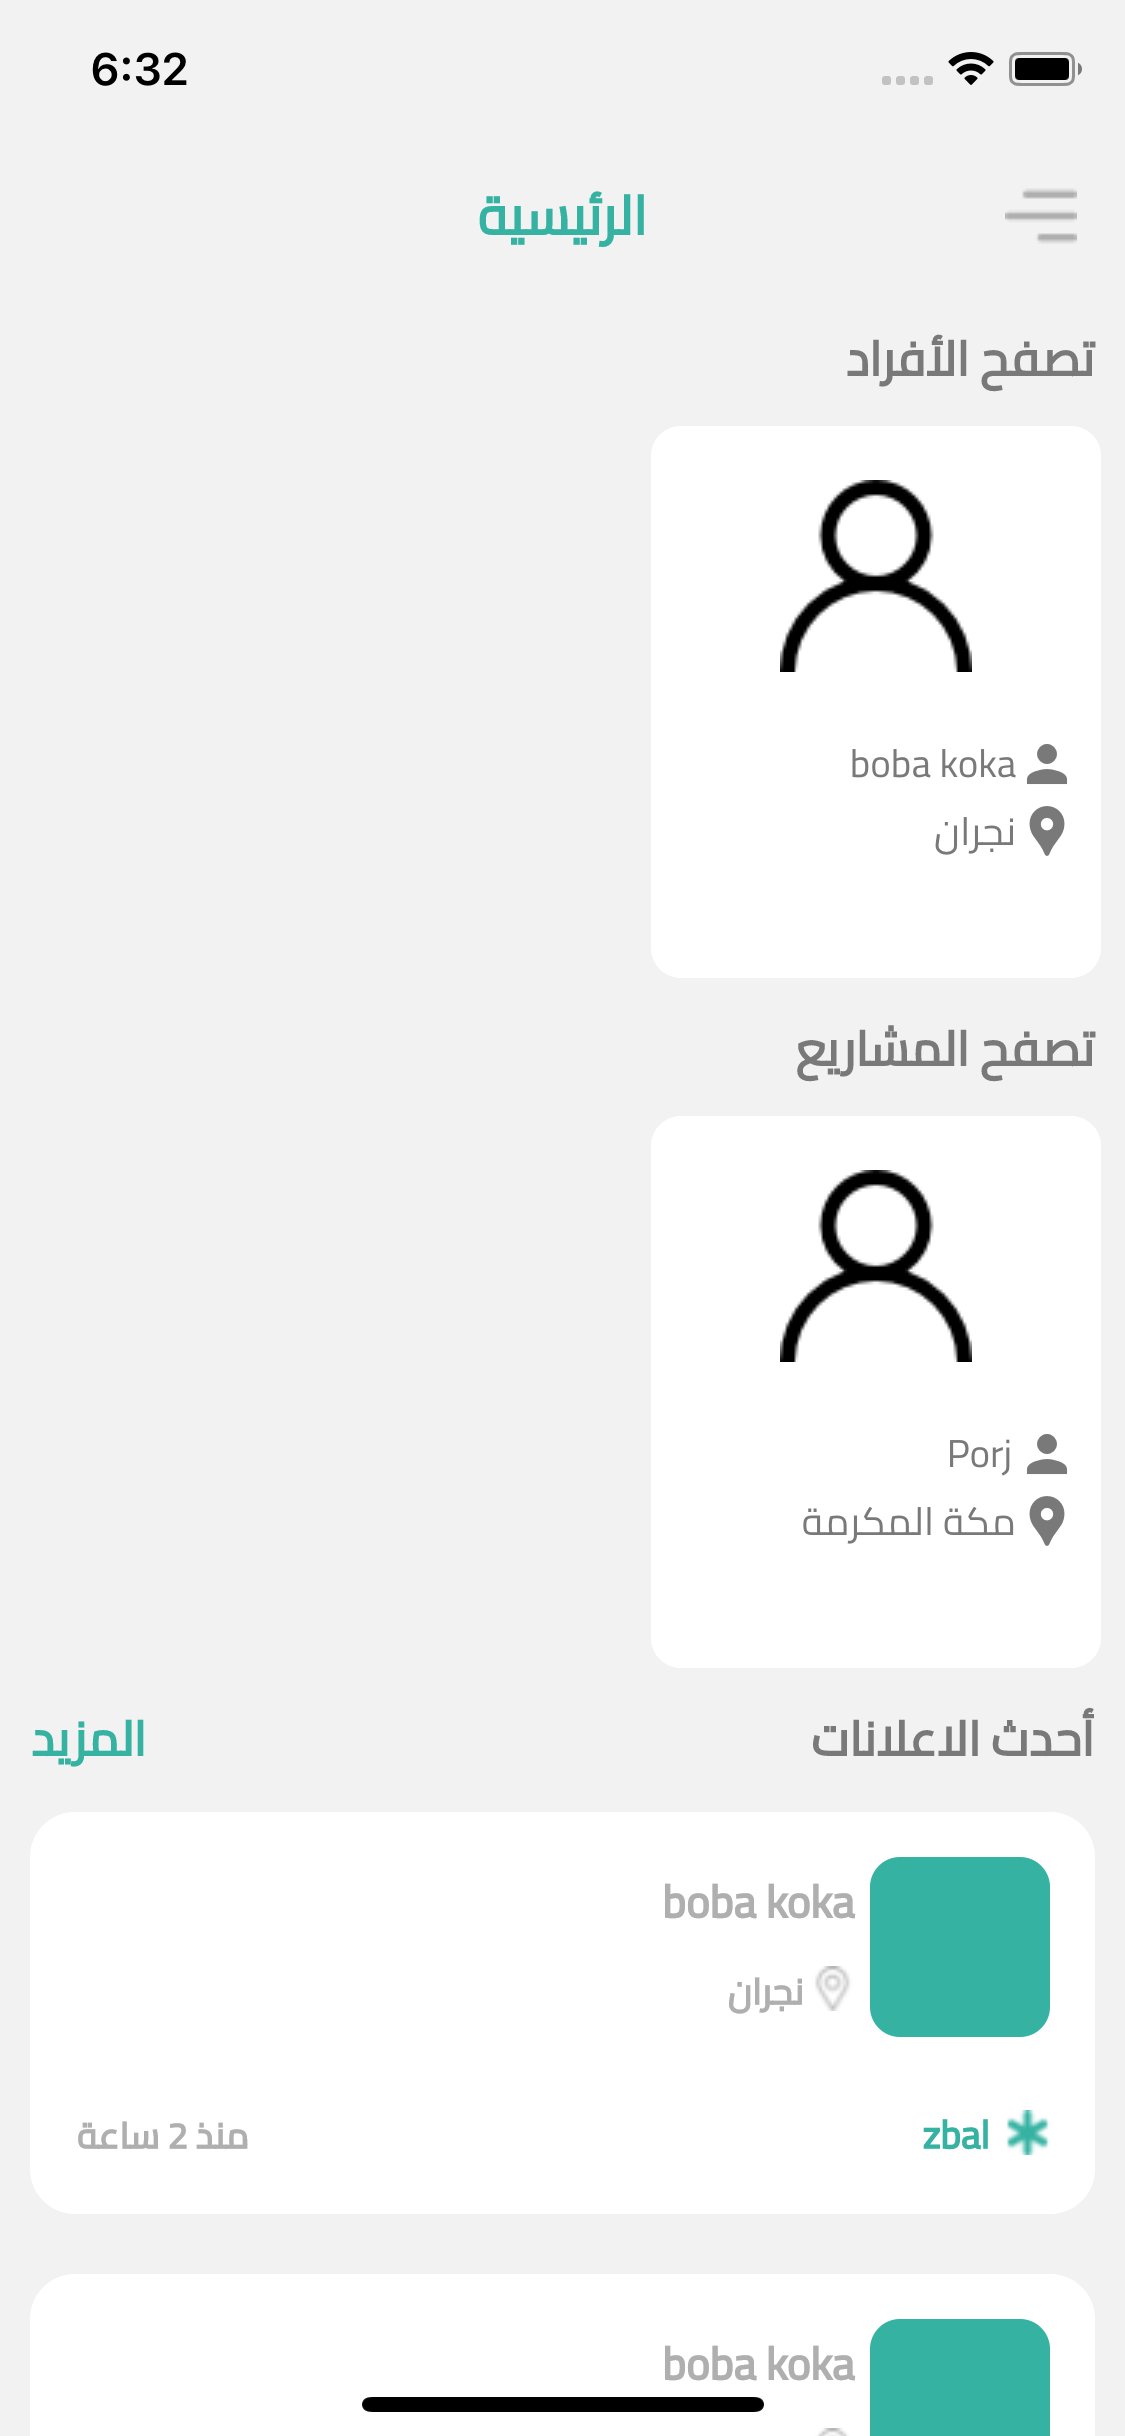 6:32
الرئيسية
تصفح الأفراد
boba koka
نجران
تصفح المشاريع
Porj
مكة المكرمة
أحدث الاعلانات
المزيد
boba koka
نجران
zbal
منذ 2 ساعة
boba koka